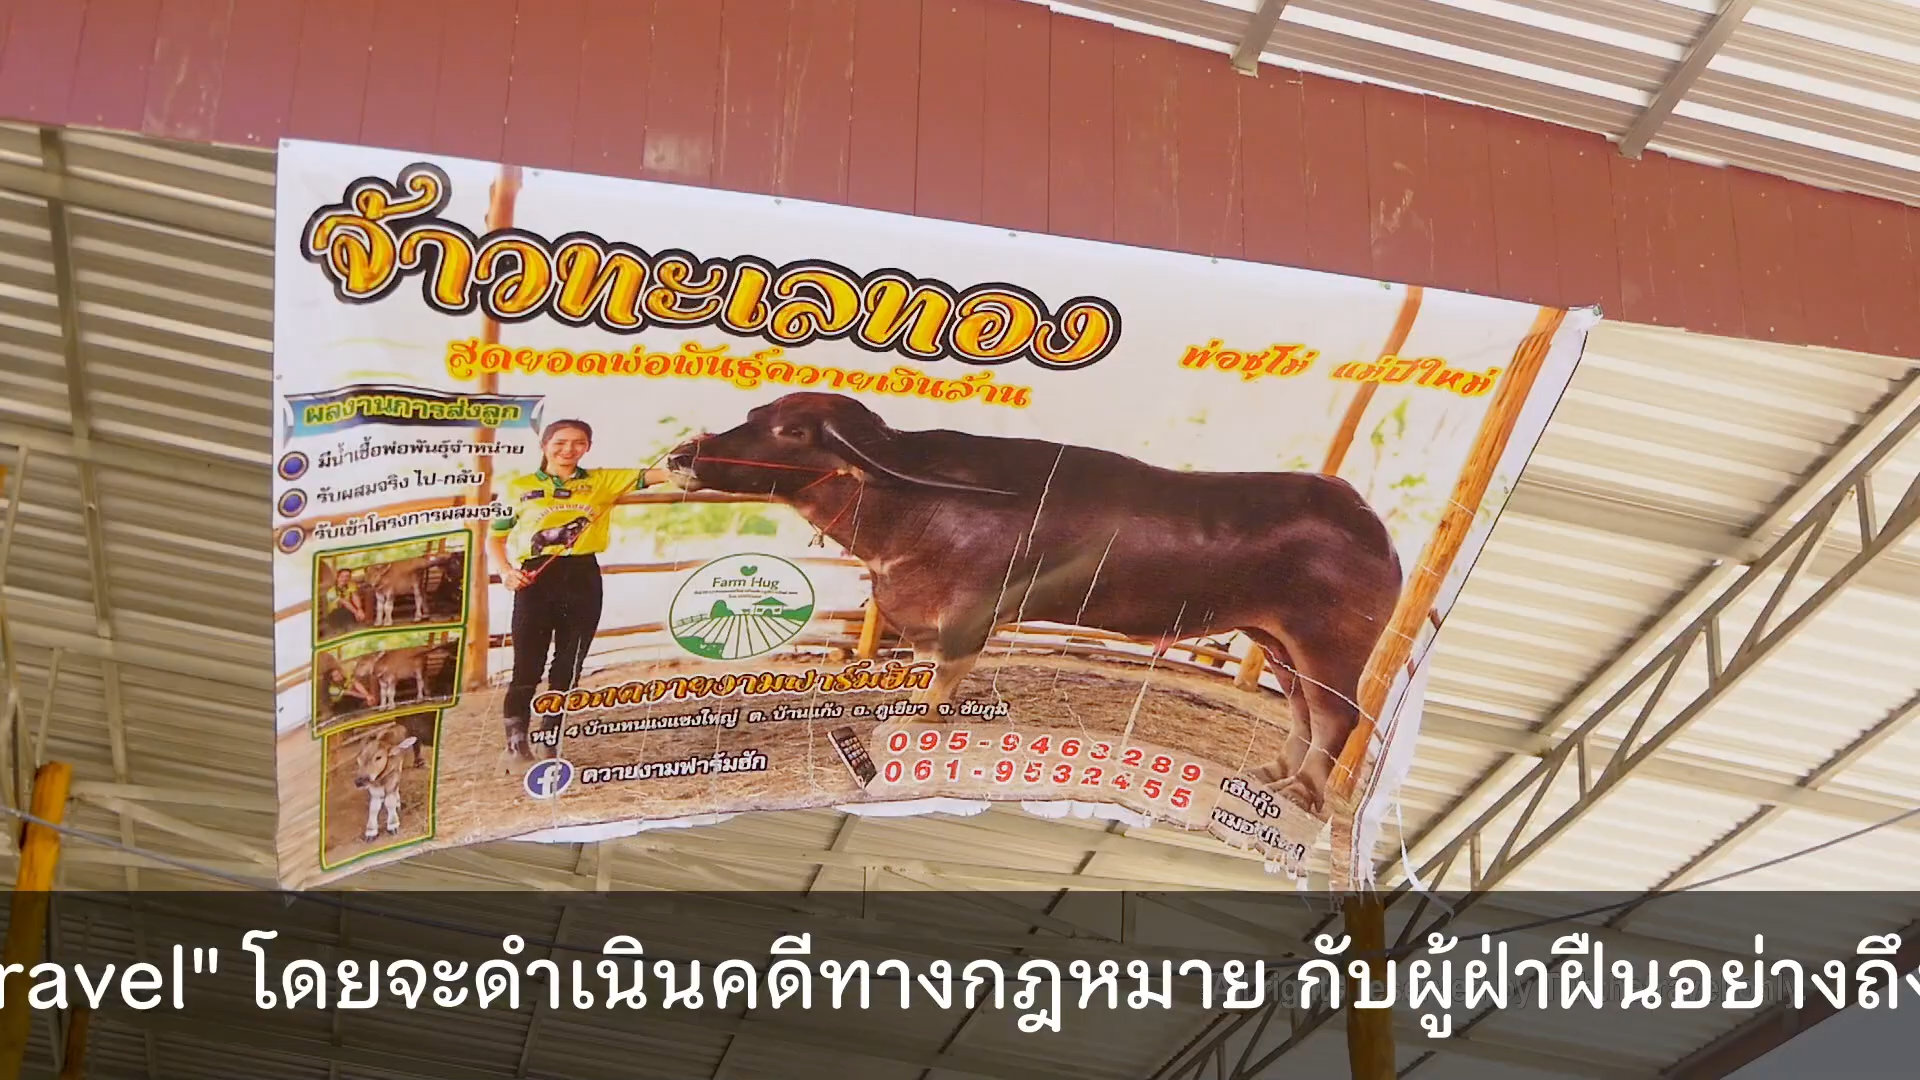 จ้าวทะเลทอง
สุดยอดพ่อพันธุ์ควายเงินล้าน
พ่อซูโม่ แม่ปีใหม่
ผลงานการส่งลูก
มีน้ำเชื้อพ่อพันธุ์จำหน่าย
รับผสมจริง ไป-กลับ
รับเข้าโครงการผสมจริง
Farm Hug
คอกควายงามฟาร์มฮัก
หมู่ 4 บ้านหนแงแซงใหญ่ ต. บ้านแก้ง อ. ภูเขียว จ. ชัยภูมิ
ควายงามฟาร์มฮัก
095-9463289
061-9532455
เฮียกุ้ง
ravel" โดยจะดำเนินคดีทางกฎหมาย กับผู้ฝ่าฝืนอย่างถึง